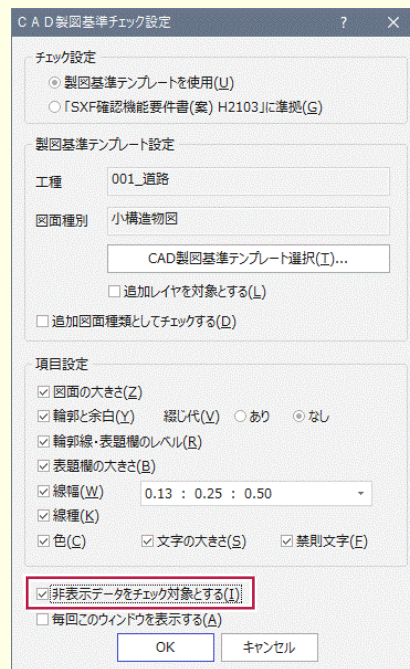 ＣＡＤ製図基準チェック設定 ? ×
チェック設定
製図基準テンプレートを使用(U)
「SXF確認機能要件書(案) H2103」に準拠(G)
製図基準テンプレート設定
工種 001_道路
図面種別 小構造物図
CAD製図基準テンプレート選択(T)...
追加レイヤを対象とする(L)
追加図面種類としてチェックする(D)
項目設定
図面の大きさ(Z)
輪郭と余白(Y) 綴じ代(V) あり なし
輪郭線・表題欄のレベル(R)
表題欄の大きさ(B)
線幅(W) 0.13 : 0.25 : 0.50
線種(K)
色(C) 文字の大きさ(S) 禁則文字(F)
非表示データをチェック対象とする(I)
毎回このウィンドウを表示する(A)
OK キャンセル